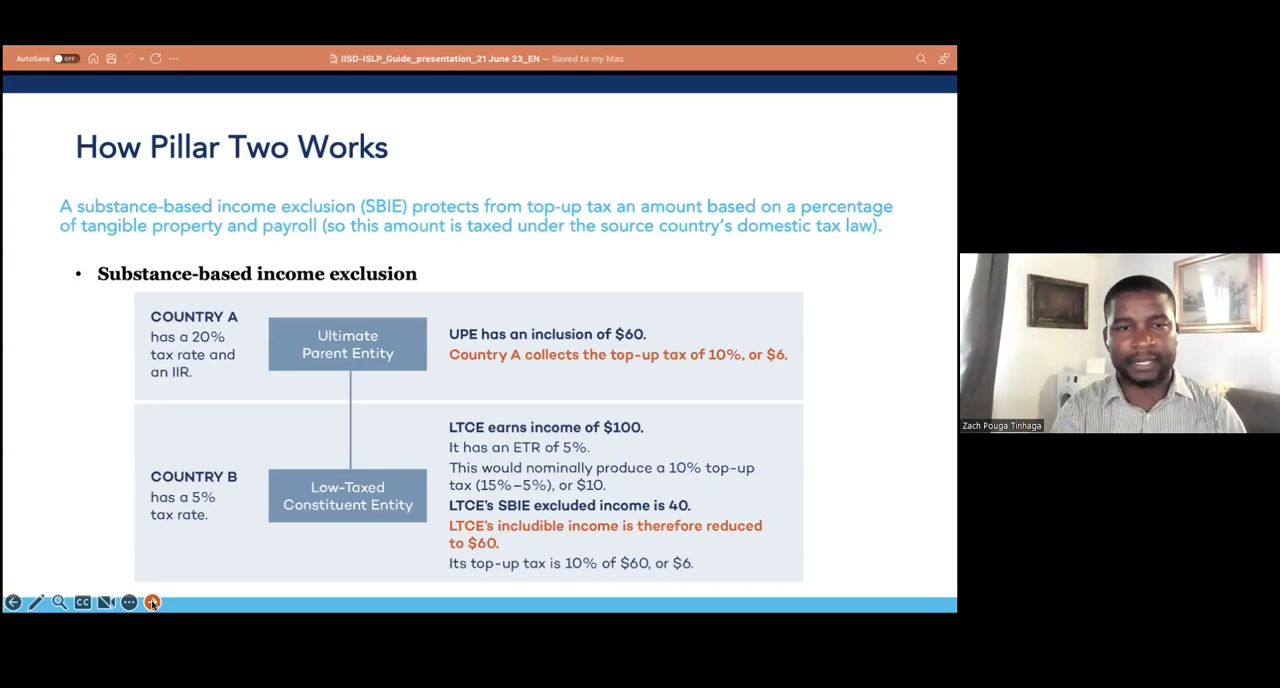 AutoSave OFF
IISD-ISLP_Guide_presentation_21 June 23_EN — Saved to my Mac
How Pillar Two Works
A substance-based income exclusion (SBIE) protects from top-up tax an amount based on a percentage
of tangible property and payroll (so this amount is taxed under the source country’s domestic tax law).
• Substance-based income exclusion
COUNTRY A
has a 20%
tax rate and
an IIR.
Ultimate
Parent Entity
UPE has an inclusion of $60.
Country A collects the top-up tax of 10%, or $6.
COUNTRY B
has a 5%
tax rate.
Low-Taxed
Constituent Entity
LTCE earns income of $100.
It has an ETR of 5%.
This would nominally produce a 10% top-up
tax (15%–5%), or $10.
LTCE’s SBIE excluded income is 40.
LTCE’s includible income is therefore reduced
to $60.
Its top-up tax is 10% of $60, or $6.
CC
Zach Pouga Tinhaga